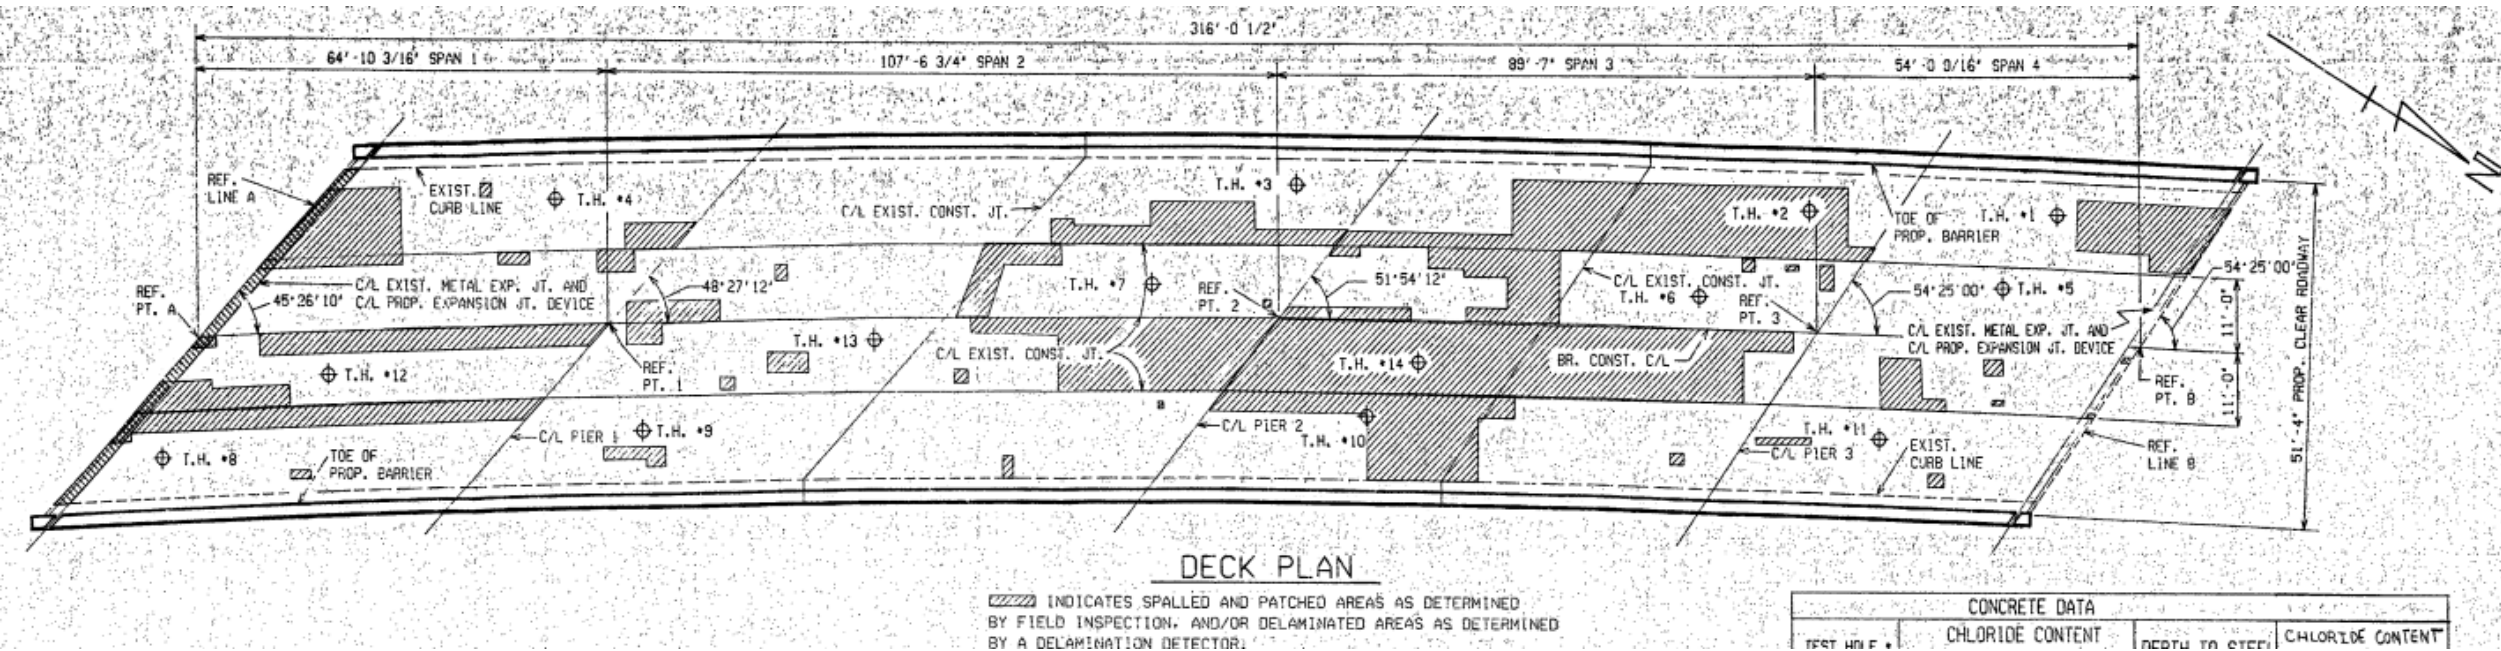 316'-0 1/2"
64'-10 3/16" SPAN 1
107'-6 3/4" SPAN 2
89'-7" SPAN 3
54'-0 9/16" SPAN 4
REF.
LINE A
EXIST.
CURB LINE
T.H. #4
C/L EXIST. CONST. JT.
T.H. #3
T.H. #2
TOE OF
PROP. BARRIER
T.H. #1
N
REF.
PT. A
45°26'10"
C/L EXIST. METAL EXP. JT. AND
C/L PROP. EXPANSION JT. DEVICE
48°27'12"
T.H. #7
REF.
PT. 2
51°54'12"
C/L EXIST. CONST. JT.
T.H. #6
REF.
PT. 3
54°25'00"
T.H. #5
54°25'00"
C/L EXIST. METAL EXP. JT. AND
C/L PROP. EXPANSION JT. DEVICE
11'-0"
11'-0"
51'-4" PROP. CLEAR ROADWAY
T.H. #12
REF.
PT. 1
T.H. #13
C/L EXIST. CONST. JT.
T.H. #14
BR. CONST. C/L
REF.
PT. B
T.H. #8
TOE OF
PROP. BARRIER
C/L PIER 1
T.H. #9
C/L PIER 2
T.H. #10
T.H. #11
C/L PIER 3
EXIST.
CURB LINE
REF.
LINE B
DECK PLAN
INDICATES SPALLED AND PATCHED AREAS AS DETERMINED
BY FIELD INSPECTION, AND/OR DELAMINATED AREAS AS DETERMINED
BY A DELAMINATION DETECTOR.
CONCRETE DATA
TEST HOLE #
CHLORIDE CONTENT
DEPTH TO STEEL
CHLORIDE CONTENT